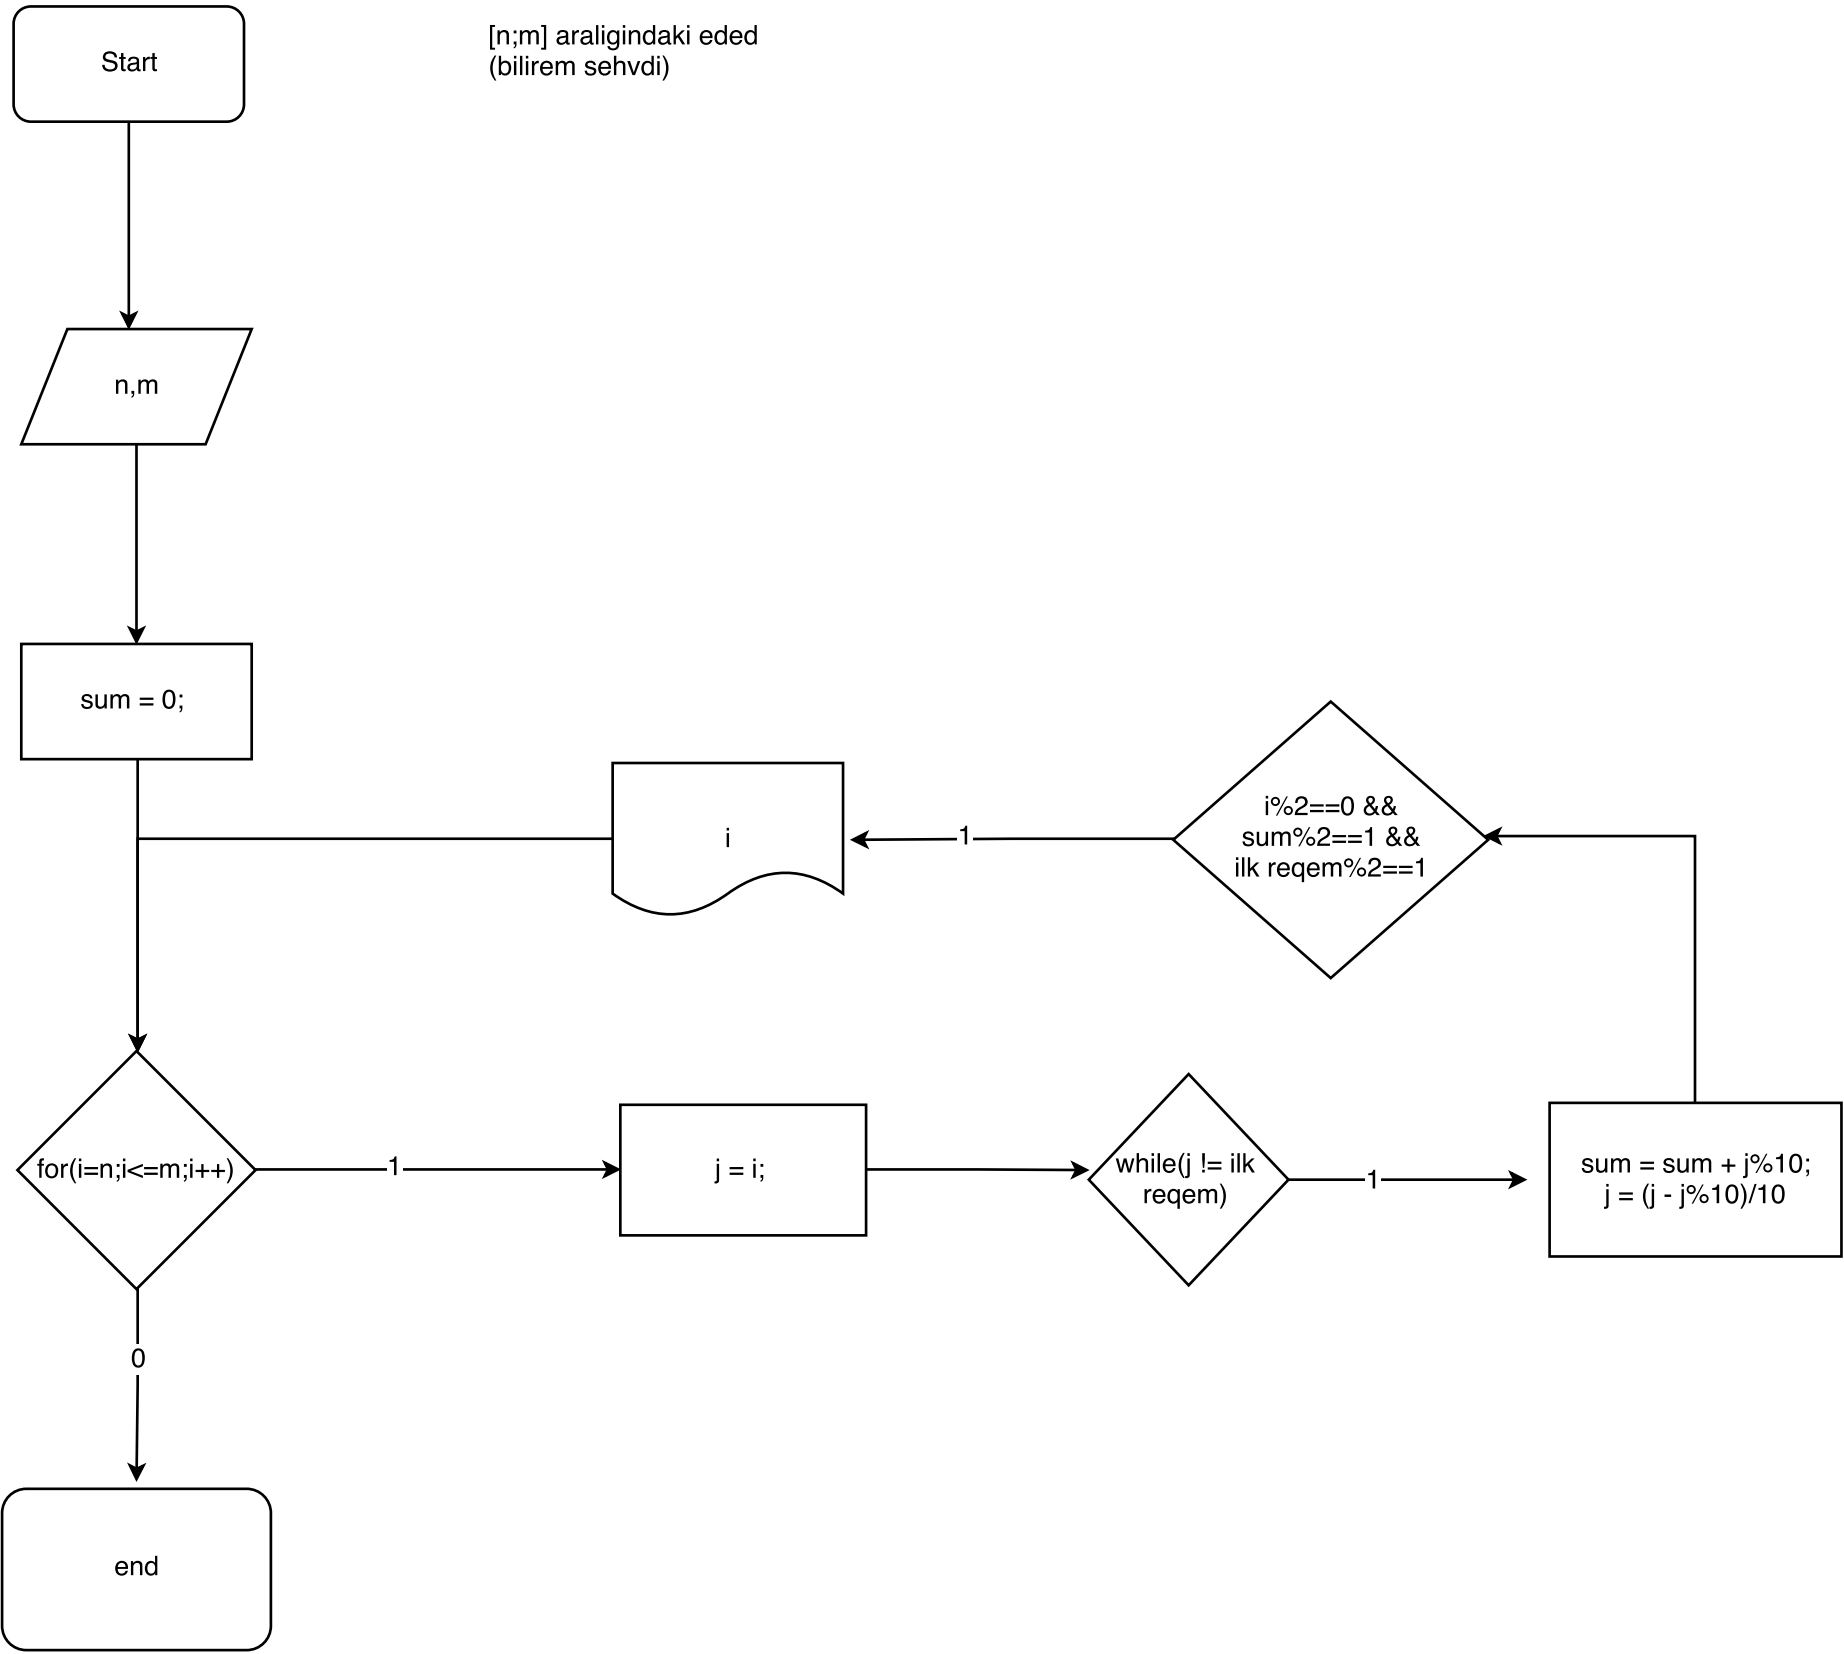 Start
[n;m] araligindaki eded
(bilirem sehvdi)
n,m
sum = 0;
i
1
i%2==0 &&
sum%2==1 &&
ilk reqem%2==1
for(i=n;i<=m;i++)
1
j = i;
while(j != ilk
reqem)
1
sum = sum + j%10;
j = (j - j%10)/10
0
end